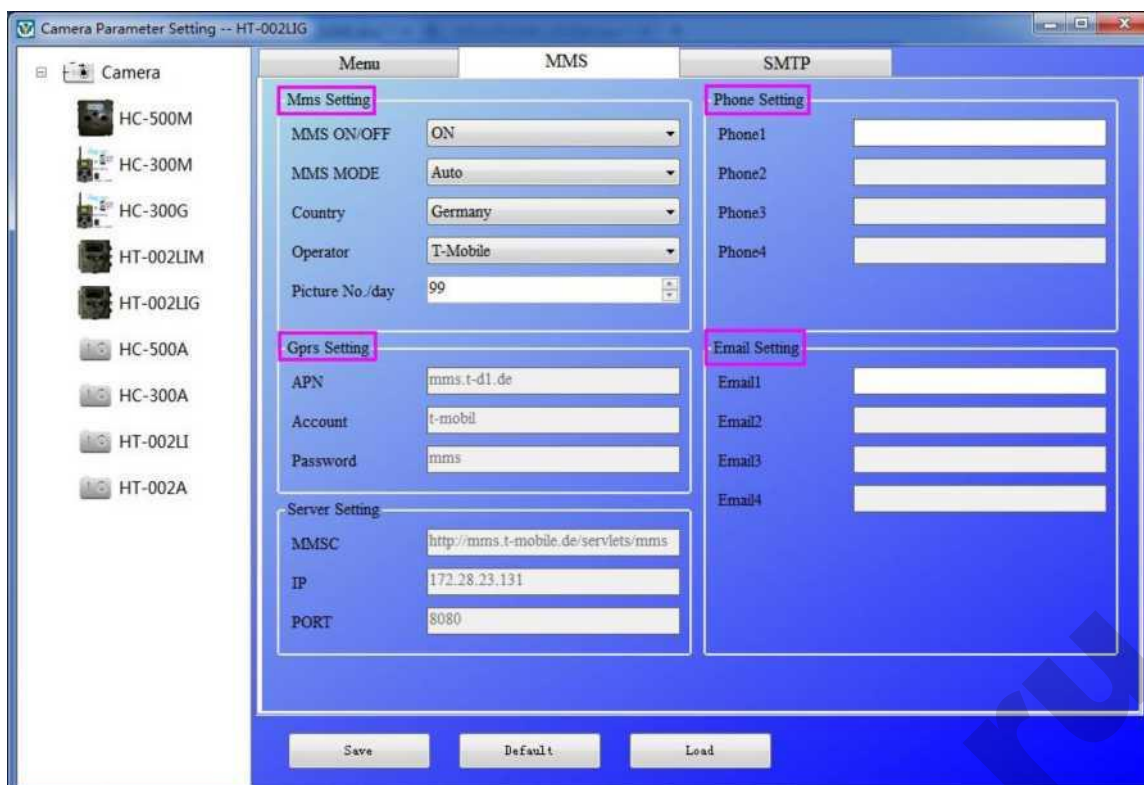 Camera Parameter Setting -- HT-002LIG
Camera
HC-500M
HC-300M
HC-300G
HT-002LIM
HT-002LIG
HC-500A
HC-300A
HT-002LI
HT-002A
Menu
MMS
SMTP
Mms Setting
MMS ON/OFF ON
MMS MODE Auto
Country Germany
Operator T-Mobile
Picture No./day 99
Gprs Setting
APN mms.t-d1.de
Account t-mobil
Password mms
Server Setting
MMSC http://mms.t-mobile.de/servlets/mms
IP 172.28.23.131
PORT 8080
Phone Setting
Phone1
Phone2
Phone3
Phone4
Email Setting
Email1
Email2
Email3
Email4
Save
Default
Load
ru